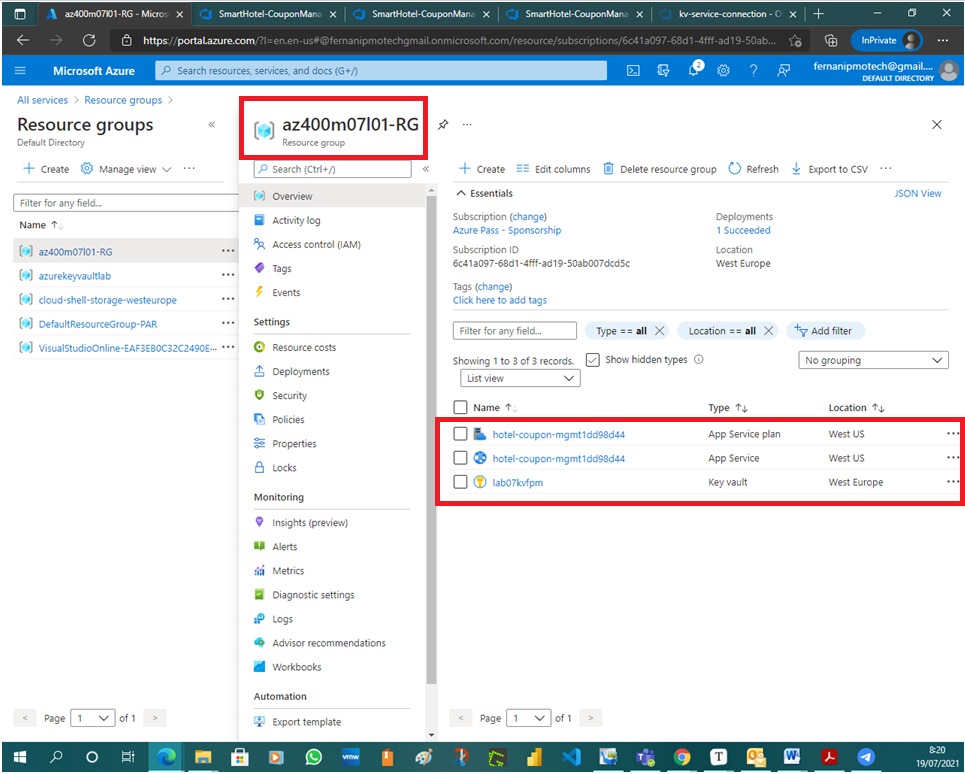 az400m07l01-RG - Micros
SmartHotel-CouponMana
SmartHotel-CouponMana
SmartHotel-CouponMana
kv-service-connection - O
https://portal.azure.com/?l=en.en-us#@fernanipmotechgmail.onmicrosoft.com/resource/subscriptions/6c41a097-68d1-4fff-ad19-50ab...
InPrivate
Microsoft Azure
Search resources, services, and docs (G+/)
2
fernanipmotech@gmail....
DEFAULT DIRECTORY
All services > Resource groups >
Resource groups
Default Directory
Create
Manage view
Filter for any field...
Name
az400m07l01-RG
azurekeyvaultlab
cloud-shell-storage-westeurope
DefaultResourceGroup-PAR
VisualStudioOnline-EAF3EB0C32C2490E...
< Page 1 of 1 >
az400m07l01-RG
Resource group
Search (Ctrl+/)
Overview
Activity log
Access control (IAM)
Tags
Events
Settings
Resource costs
Deployments
Security
Policies
Properties
Locks
Monitoring
Insights (preview)
Alerts
Metrics
Diagnostic settings
Logs
Advisor recommendations
Workbooks
Automation
Export template
Create
Edit columns
Delete resource group
Refresh
Export to CSV
Essentials
JSON View
Subscription (change)
Azure Pass - Sponsorship
Subscription ID
6c41a097-68d1-4fff-ad19-50ab007dcd5c
Tags (change)
Click here to add tags
Deployments
1 Succeeded
Location
West Europe
Filter for any field...
Type == all
Location == all
Add filter
Showing 1 to 3 of 3 records.
Show hidden types
No grouping
List view
Name Type Location
hotel-coupon-mgmt1dd98d44 App Service plan West US
hotel-coupon-mgmt1dd98d44 App Service West US
lab07kvfpm Key vault West Europe
< Page 1 of 1 >
vmw
T
W
8:20
19/07/2021